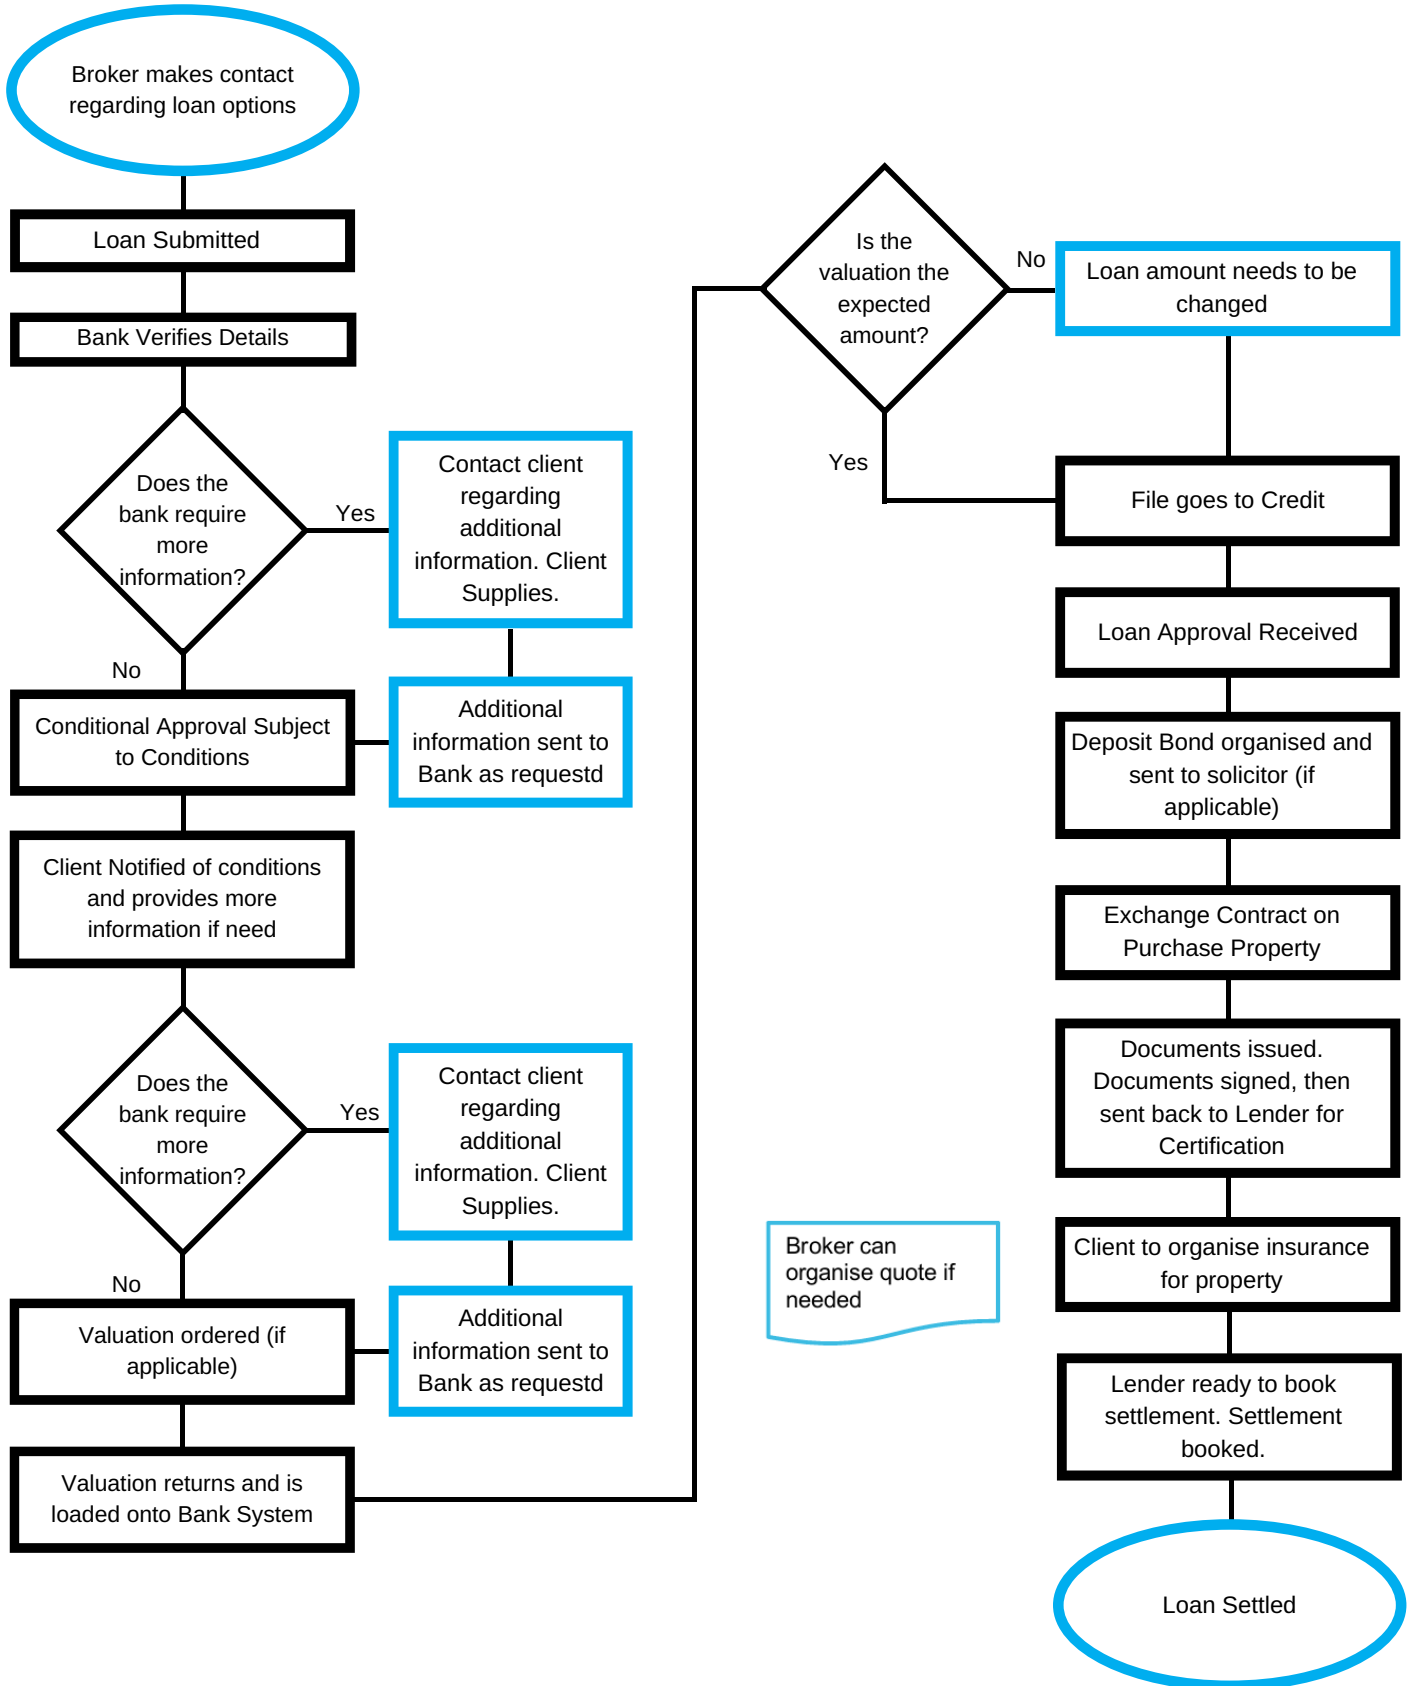 Broker makes contact
regarding loan options
Loan Submitted
Bank Verifies Details
Does the
bank require
more
information?
Yes
Contact client
regarding
additional
information. Client
Supplies.
No
Additional
information sent to
Bank as requestd
Conditional Approval Subject
to Conditions
Client Notified of conditions
and provides more
information if need
Does the
bank require
more
information?
Yes
Contact client
regarding
additional
information. Client
Supplies.
No
Additional
information sent to
Bank as requestd
Valuation ordered (if
applicable)
Valuation returns and is
loaded onto Bank System
Is the
valuation the
expected
amount?
No
Loan amount needs to be
changed
Yes
File goes to Credit
Loan Approval Received
Deposit Bond organised and
sent to solicitor (if
applicable)
Exchange Contract on
Purchase Property
Documents issued.
Documents signed, then
sent back to Lender for
Certification
Broker can
organise quote if
needed
Client to organise insurance
for property
Lender ready to book
settlement. Settlement
booked.
Loan Settled